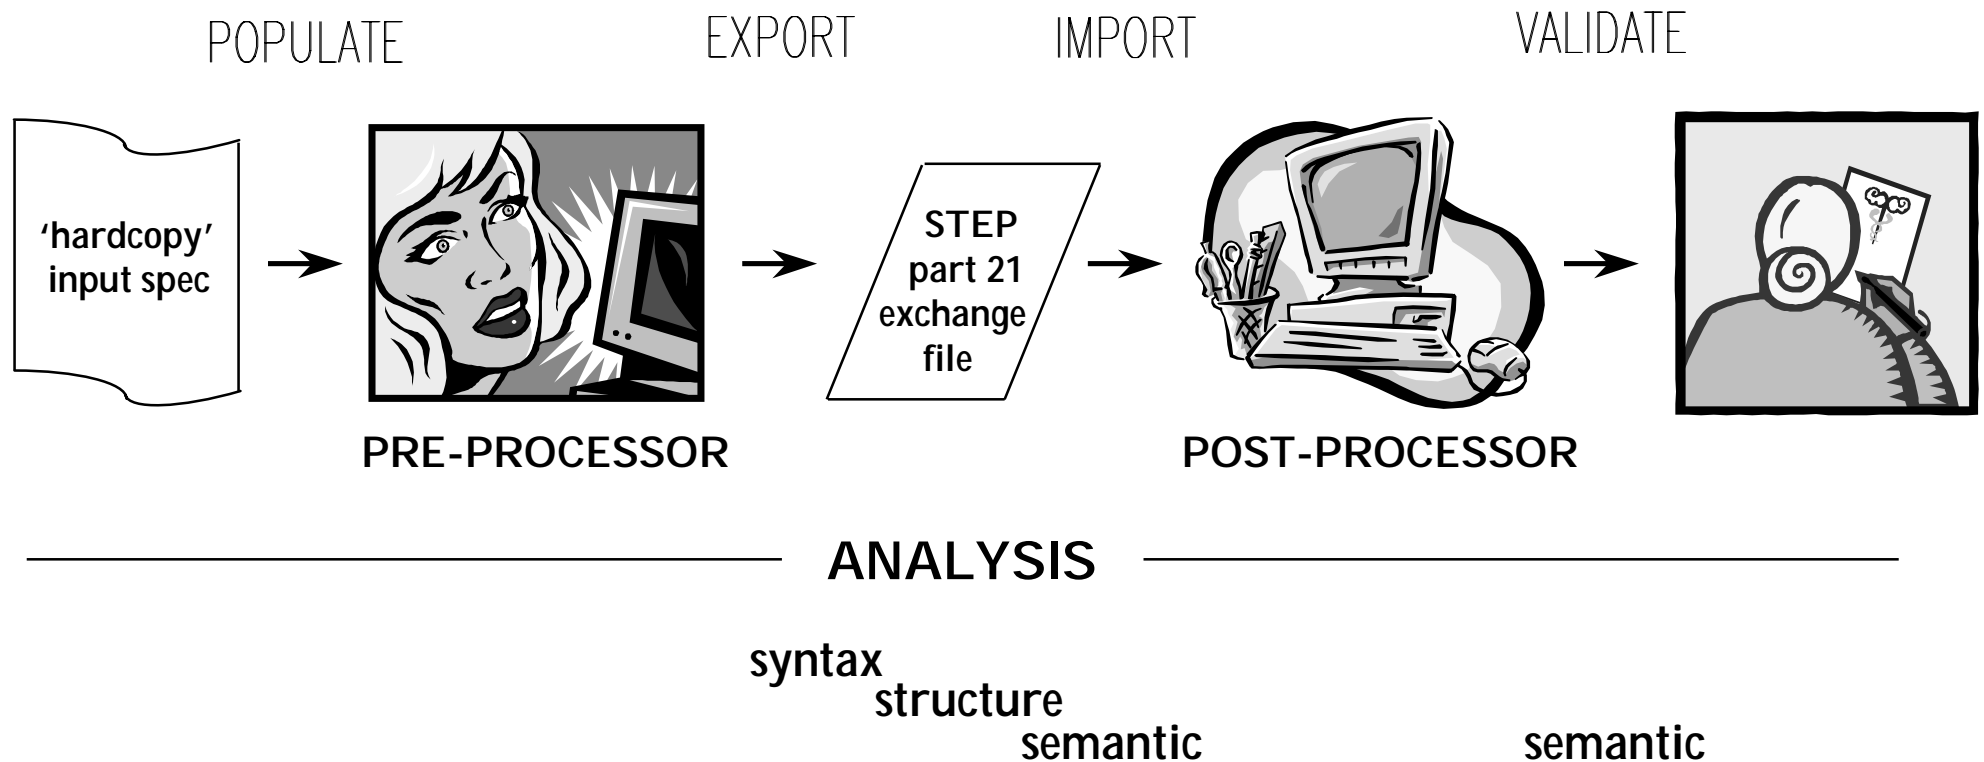 POPULATE EXPORT IMPORT VALIDATE
‘hardcopy’
input spec
STEP
part 21
exchange
file
PRE-PROCESSOR POST-PROCESSOR
ANALYSIS
syntax
structure
semantic semantic